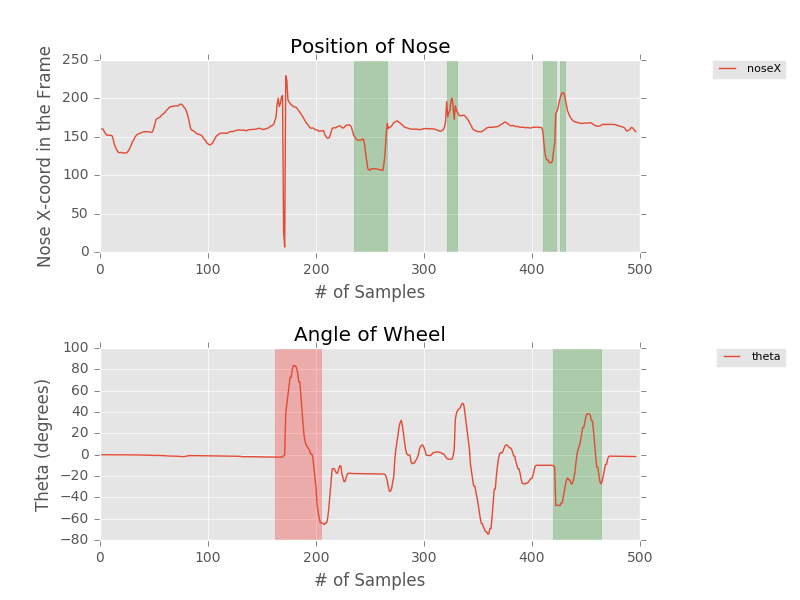 Position of Nose
Nose X-coord in the Frame
250
200
150
100
50
0
0 100 200 300 400 500
# of Samples
noseX
Angle of Wheel
Theta (degrees)
100
80
60
40
20
0
−20
−40
−60
−80
0 100 200 300 400 500
# of Samples
theta